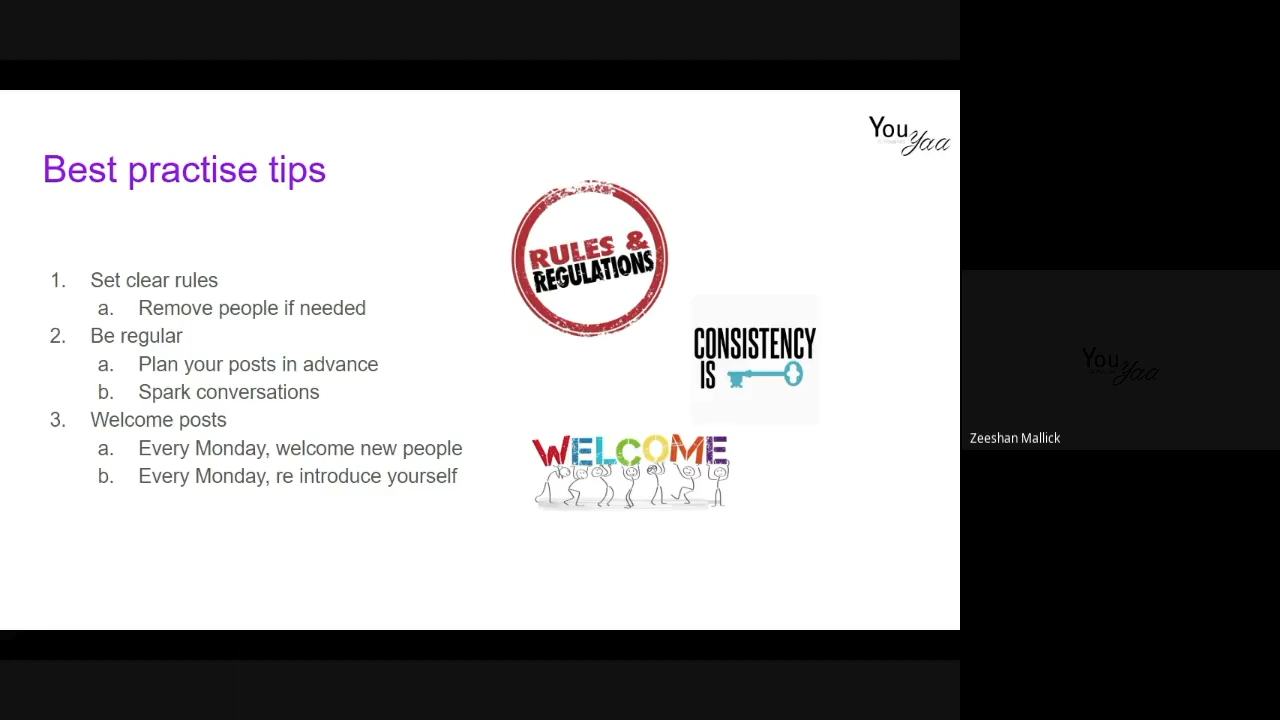 You
yaa
Best practise tips
RULES &
REGULATIONS
1. Set clear rules
a. Remove people if needed
2. Be regular
a. Plan your posts in advance
b. Spark conversations
3. Welcome posts
a. Every Monday, welcome new people
b. Every Monday, re introduce yourself
CONSISTENCY
IS
WELCOME
You
yaa
Zeeshan Mallick